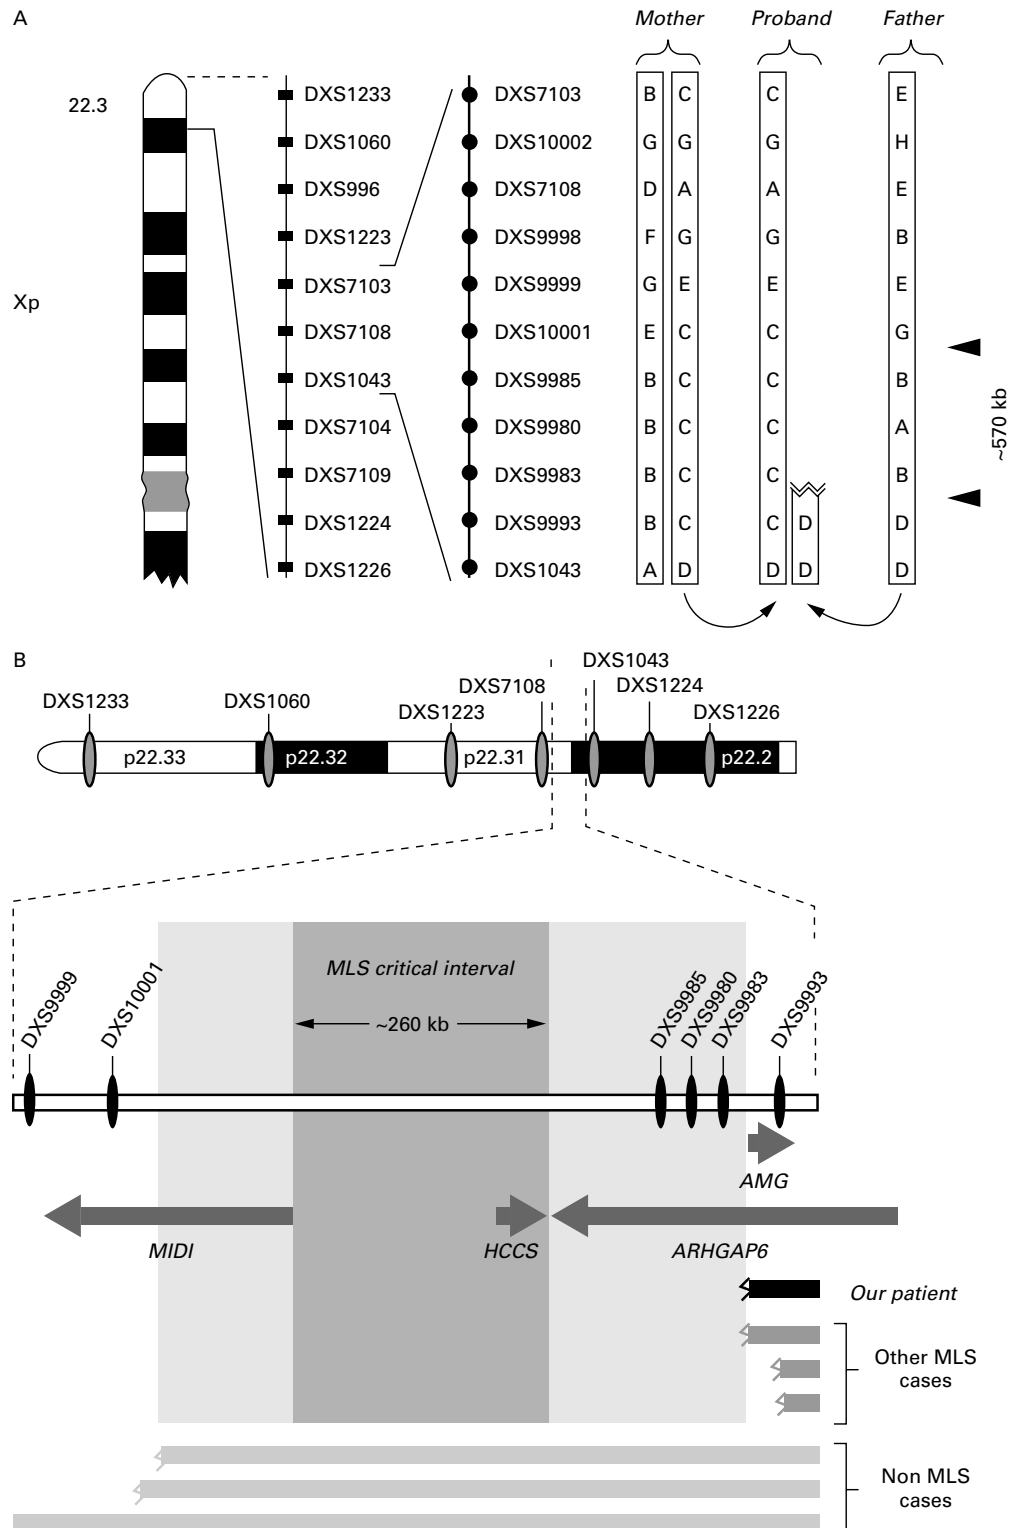 A
Mother Proband Father
22.3
Xp
DXS1233 DXS7103 B C C E
DXS1060 DXS10002 G G G H
DXS996 DXS7108 D A A E
DXS1223 DXS9998 F G G B
DXS7103 DXS9999 G E E E
DXS7108 DXS10001 E C C G
DXS1043 DXS9985 B C C B
DXS7104 DXS9980 B C C A
DXS7109 DXS9983 B C C B
DXS1224 DXS9993 B C C D D
DXS1226 DXS1043 A D D D D
~570 kb
B
DXS1043
DXS7108 DXS1224
DXS1233 DXS1060 DXS1223 DXS1226
p22.33 p22.32 p22.31 p22.2
MLS critical interval
~260 kb
DXS9999 DXS10001 DXS9985 DXS9980 DXS9983 DXS9993
AMG
MIDI HCCS ARHGAP6
Our patient
Other MLS
cases
Non MLS
cases